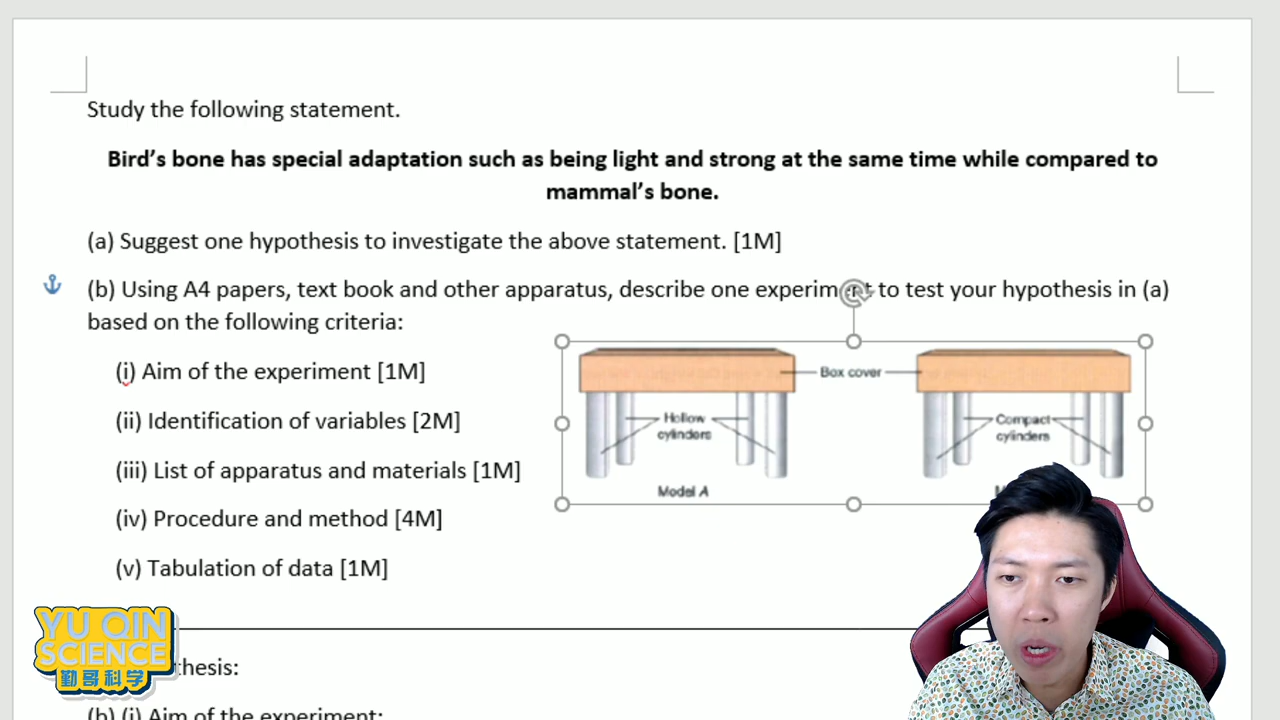 Study the following statement.
Bird's bone has special adaptation such as being light and strong at the same time while compared to
mammal's bone.
(a) Suggest one hypothesis to investigate the above statement. [1M]
(b) Using A4 papers, text book and other apparatus, describe one experiment to test your hypothesis in (a)
based on the following criteria:
(i) Aim of the experiment [1M]
(ii) Identification of variables [2M]
(iii) List of apparatus and materials [1M]
(iv) Procedure and method [4M]
(v) Tabulation of data [1M]
Box cover
Hollow
cylinders
Compact
cylinders
Model A
YU QIN
SCIENCE
勤哥科学
thesis:
(b) (i) Aim of the experiment: